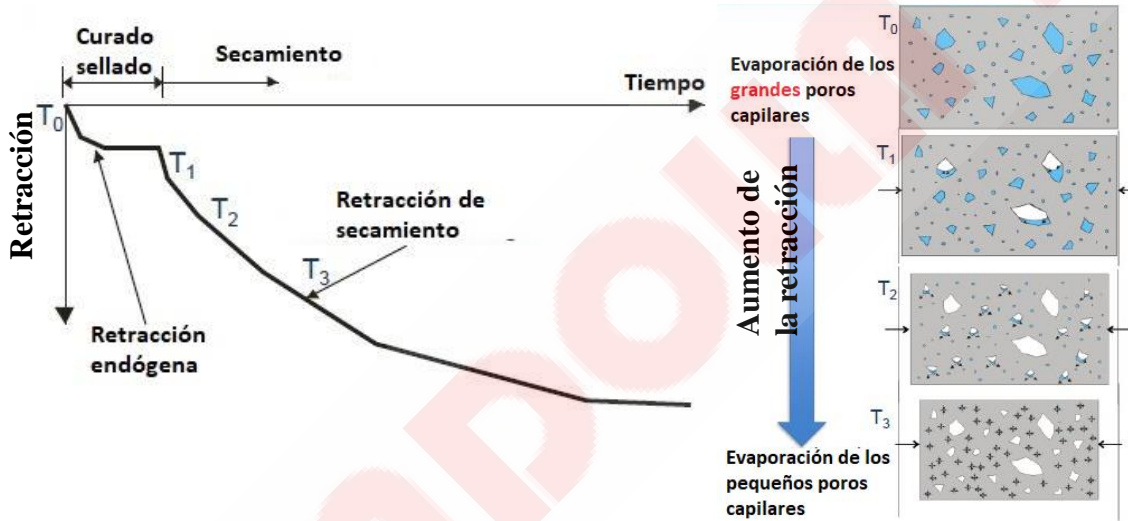 Curado
sellado
Secamiento
Tiempo
Retracción
T0
T1
T2
T3
Retracción de
secamiento
Retracción
endógena
Evaporación de los
grandes poros
capilares
Aumento de
la retracción
Evaporación de los
pequeños poros
capilares
T0
T1
T2
T3